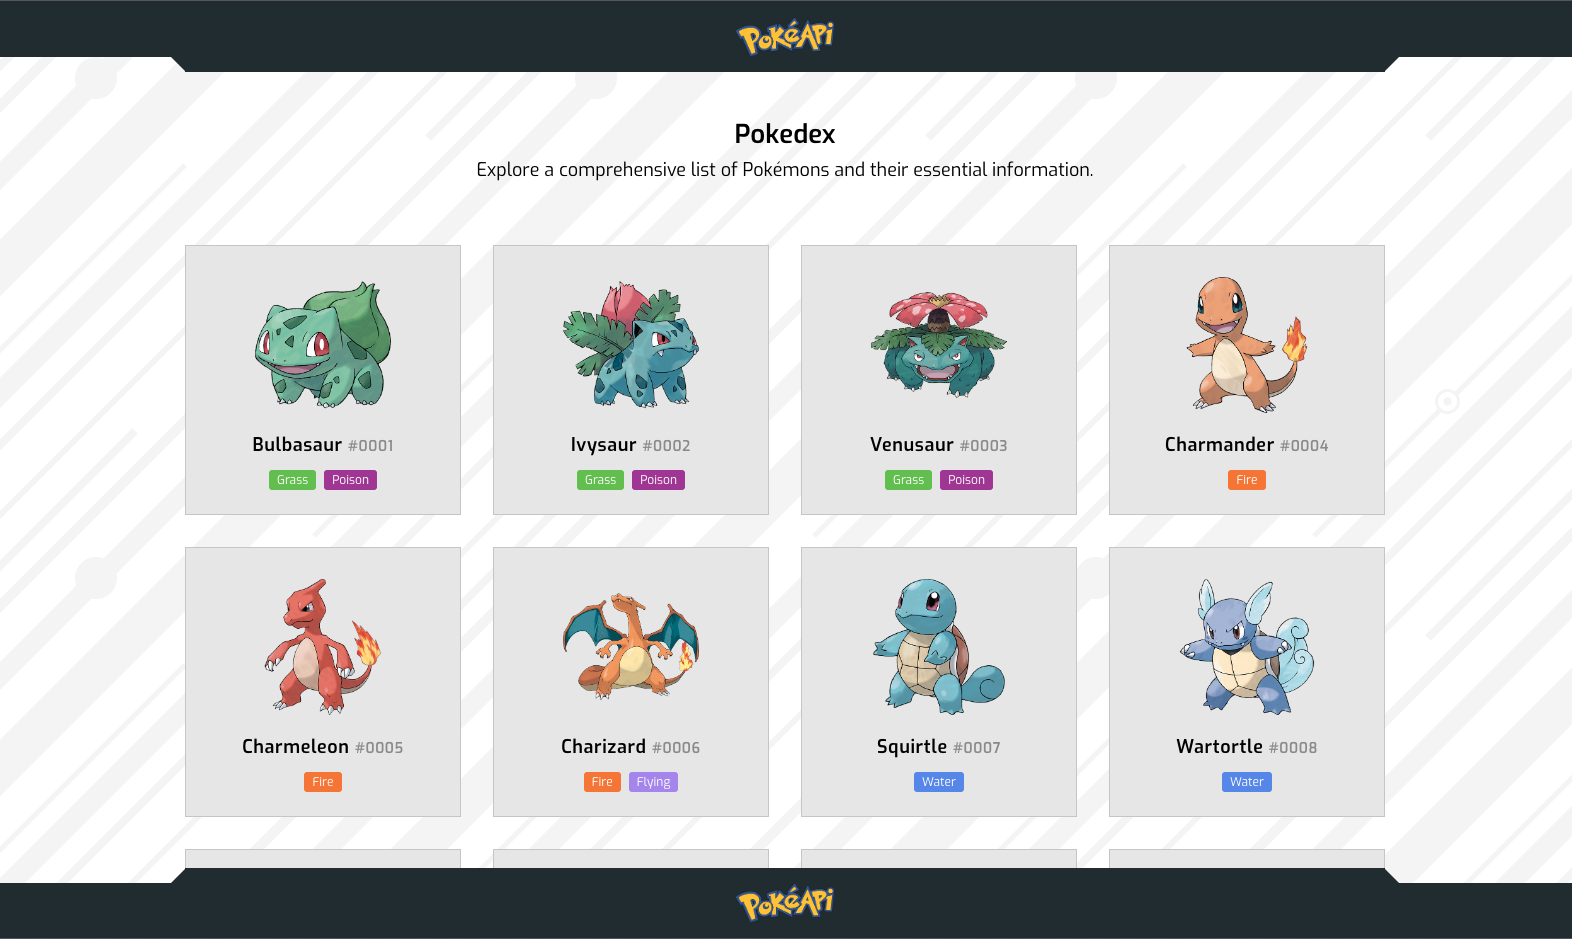 PokéApi
Pokedex
Explore a comprehensive list of Pokémons and their essential information.
Bulbasaur #0001
Grass Poison
Ivysaur #0002
Grass Poison
Venusaur #0003
Grass Poison
Charmander #0004
Fire
Charmeleon #0005
Fire
Charizard #0006
Fire Flying
Squirtle #0007
Water
Wartortle #0008
Water
PokéApi